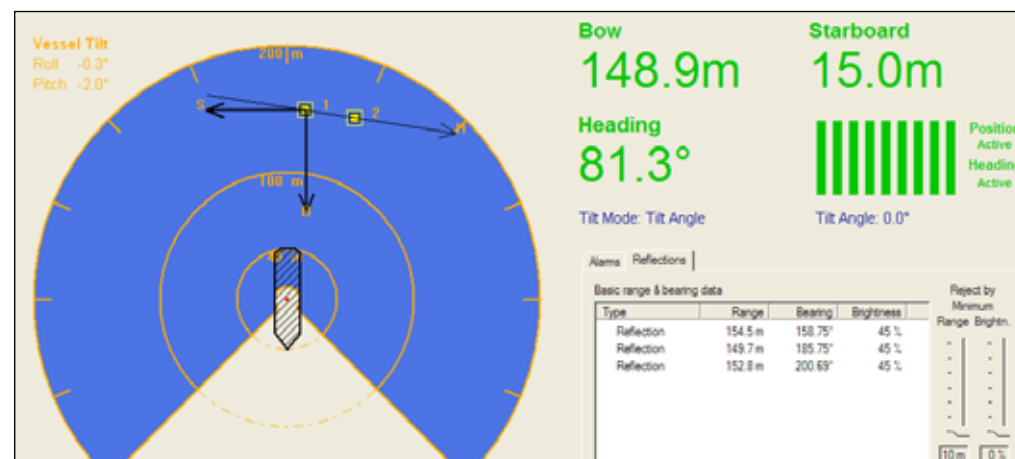 Vessel Tilt
Roll -0.3°
Pitch -2.0°
200 m
S
1
2
H
100 m
B
Bow
148.9m
Starboard
15.0m
Heading
81.3°
Position
Active
Heading
Active
Tilt Mode: Tilt Angle
Tilt Angle: 0.0°
Alarms
Reflections
Basic range & bearing data
Type Range Bearing Brightness
Reflection 154.5 m 158.75° 45 %
Reflection 149.7 m 185.75° 45 %
Reflection 152.8 m 200.69° 45 %
Reject by
Minimum
Range Brightn.
10 m 0 %